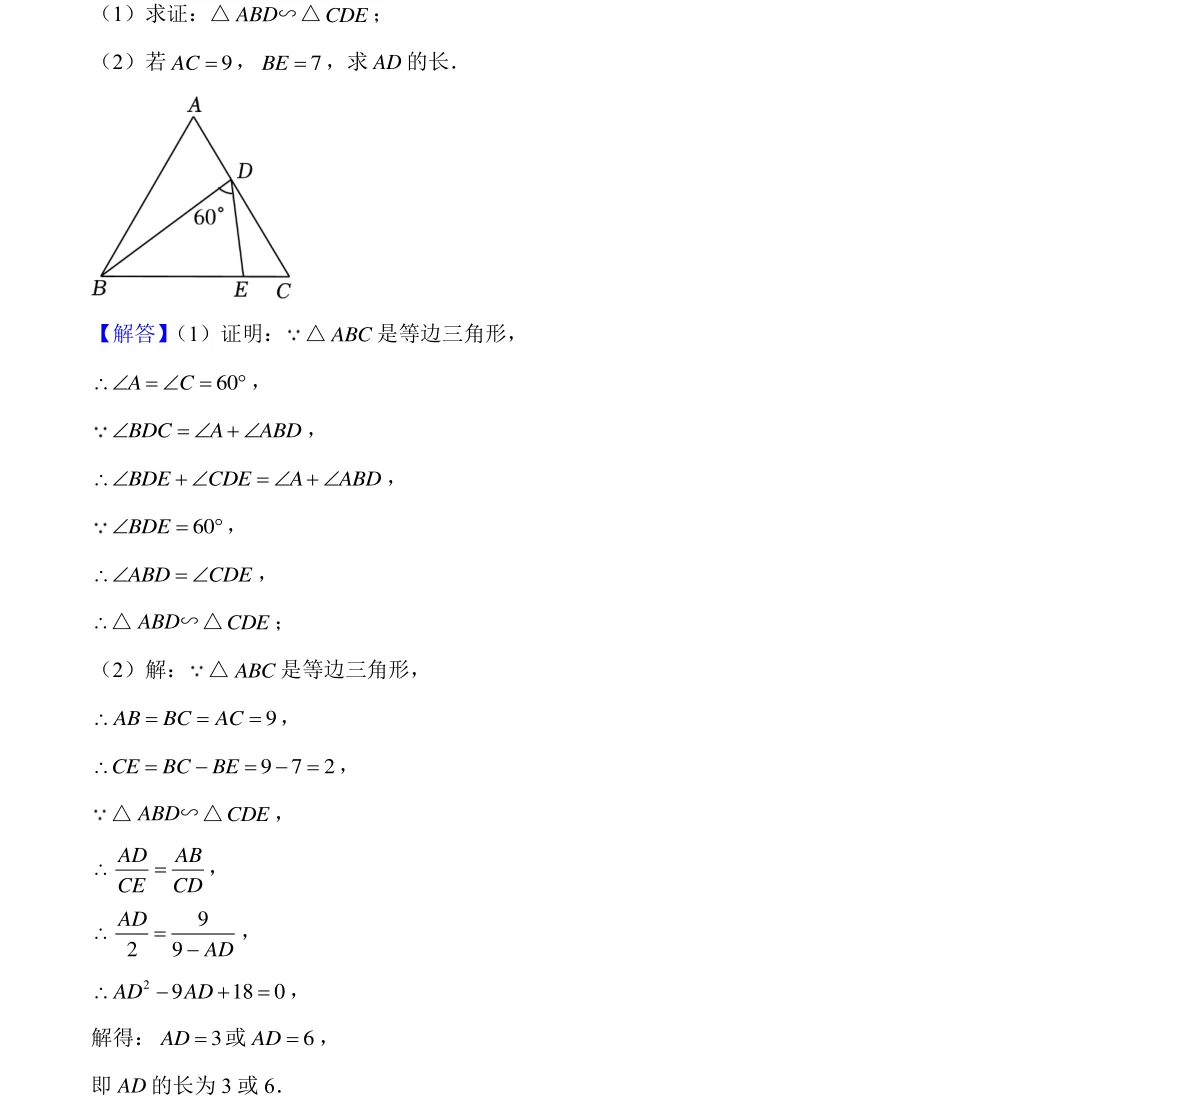 （1）求证：△ABD∽△CDE；
（2）若AC=9，BE=7，求AD的长．
A
D
60°
B E C
【解答】（1）证明：∵△ABC是等边三角形，
∴∠A=∠C=60°，
∵∠BDC=∠A+∠ABD，
∴∠BDE+∠CDE=∠A+∠ABD，
∵∠BDE=60°，
∴∠ABD=∠CDE，
∴△ABD∽△CDE；
（2）解：∵△ABC是等边三角形，
∴AB=BC=AC=9，
∴CE=BC−BE=9−7=2，
∵△ABD∽△CDE，
∴AD/CE=AB/CD，
∴AD/2=9/(9−AD)，
∴AD²−9AD+18=0，
解得：AD=3或AD=6，
即AD的长为3或6．